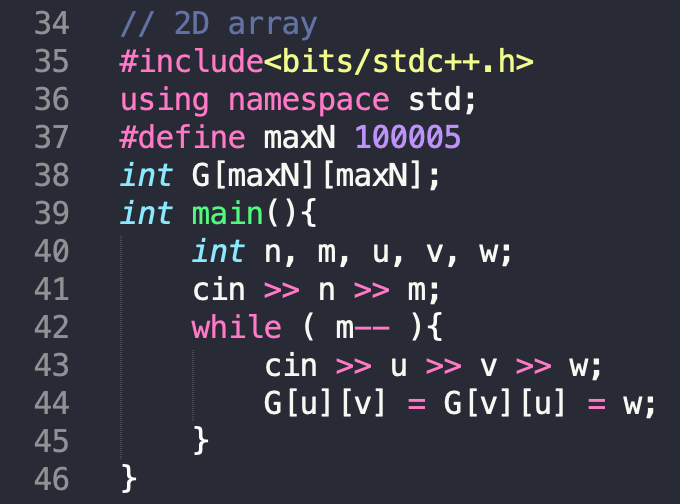 34 // 2D array
35 #include<bits/stdc++.h>
36 using namespace std;
37 #define maxN 100005
38 int G[maxN][maxN];
39 int main(){
40     int n, m, u, v, w;
41     cin >> n >> m;
42     while ( m-- ){
43         cin >> u >> v >> w;
44         G[u][v] = G[v][u] = w;
45     }
46 }